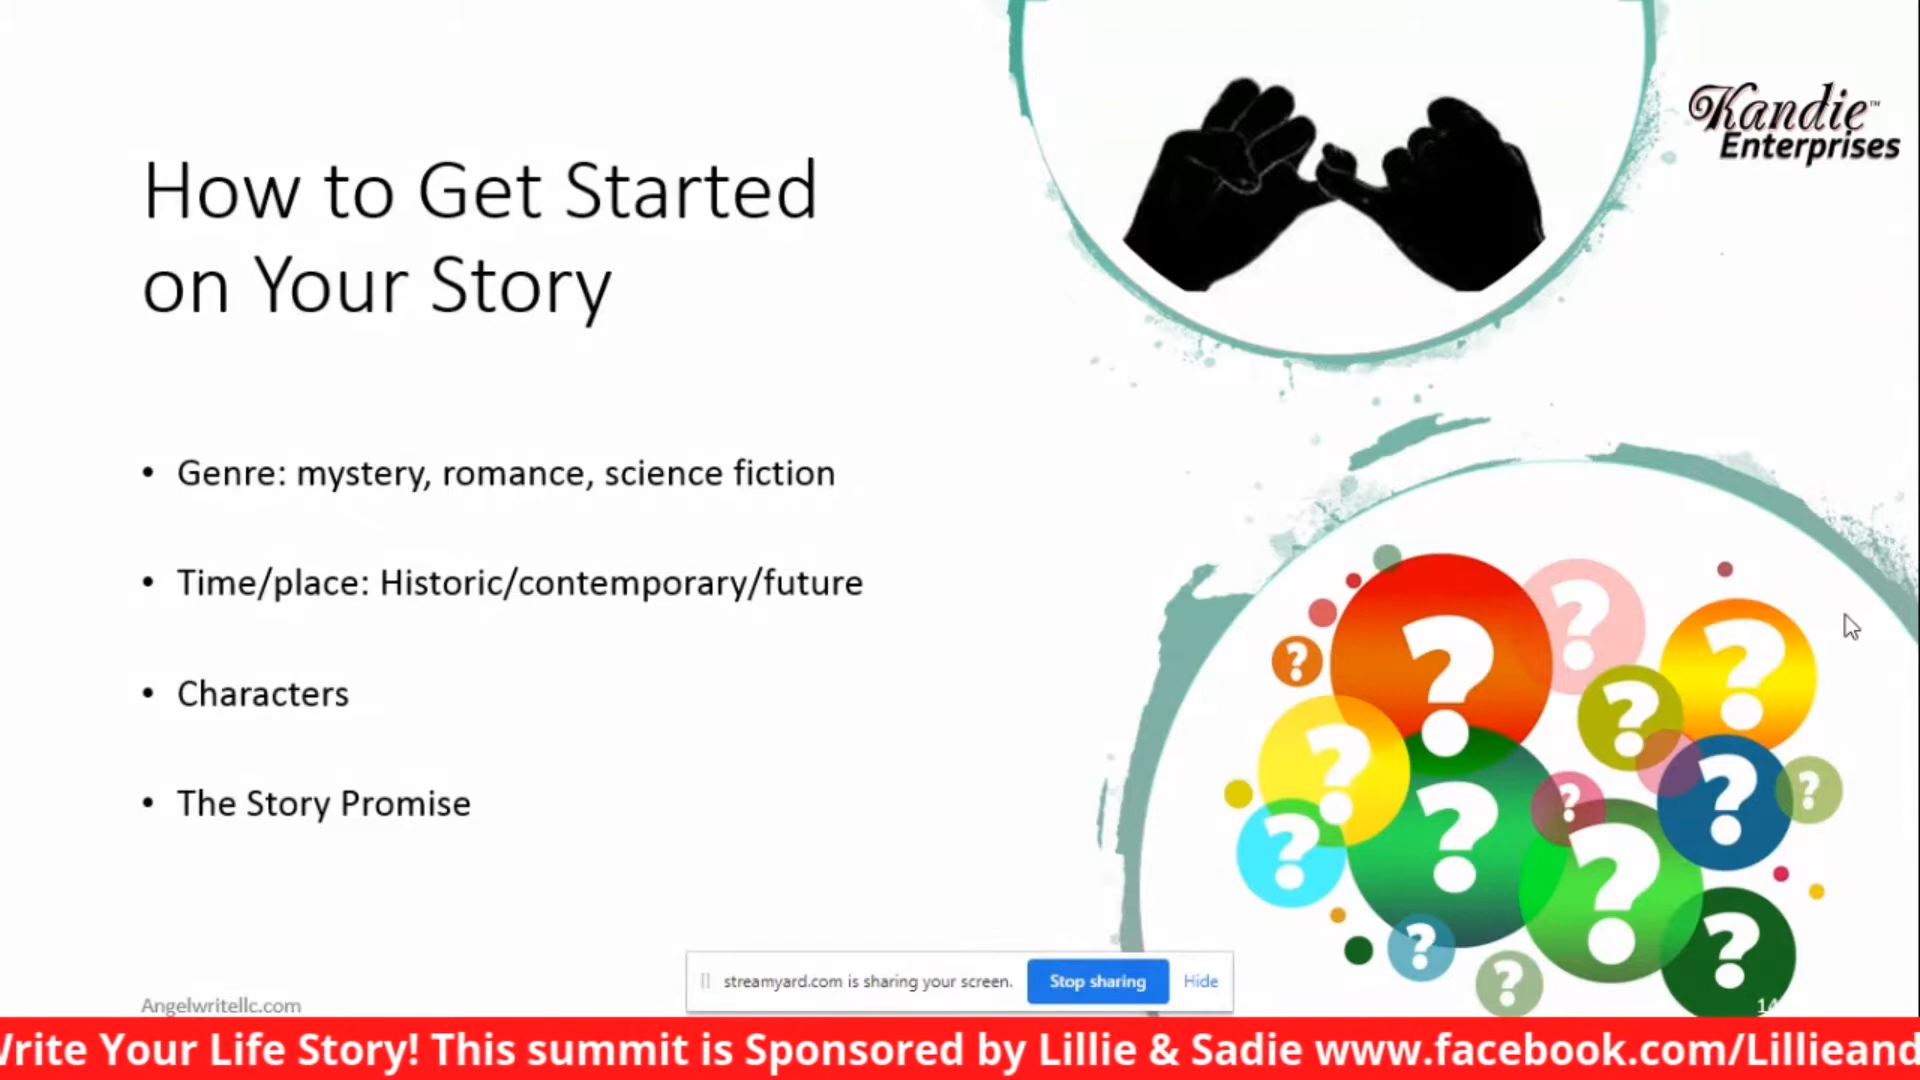 Kandie™
Enterprises
How to Get Started
on Your Story
• Genre: mystery, romance, science fiction
• Time/place: Historic/contemporary/future
• Characters
• The Story Promise
? ? ? ? ? ? ? ? ? ? ? ? ? ? ?
streamyard.com is sharing your screen. Stop sharing Hide
Angelwritellc.com
Write Your Life Story! This summit is Sponsored by Lillie & Sadie www.facebook.com/Lillieand